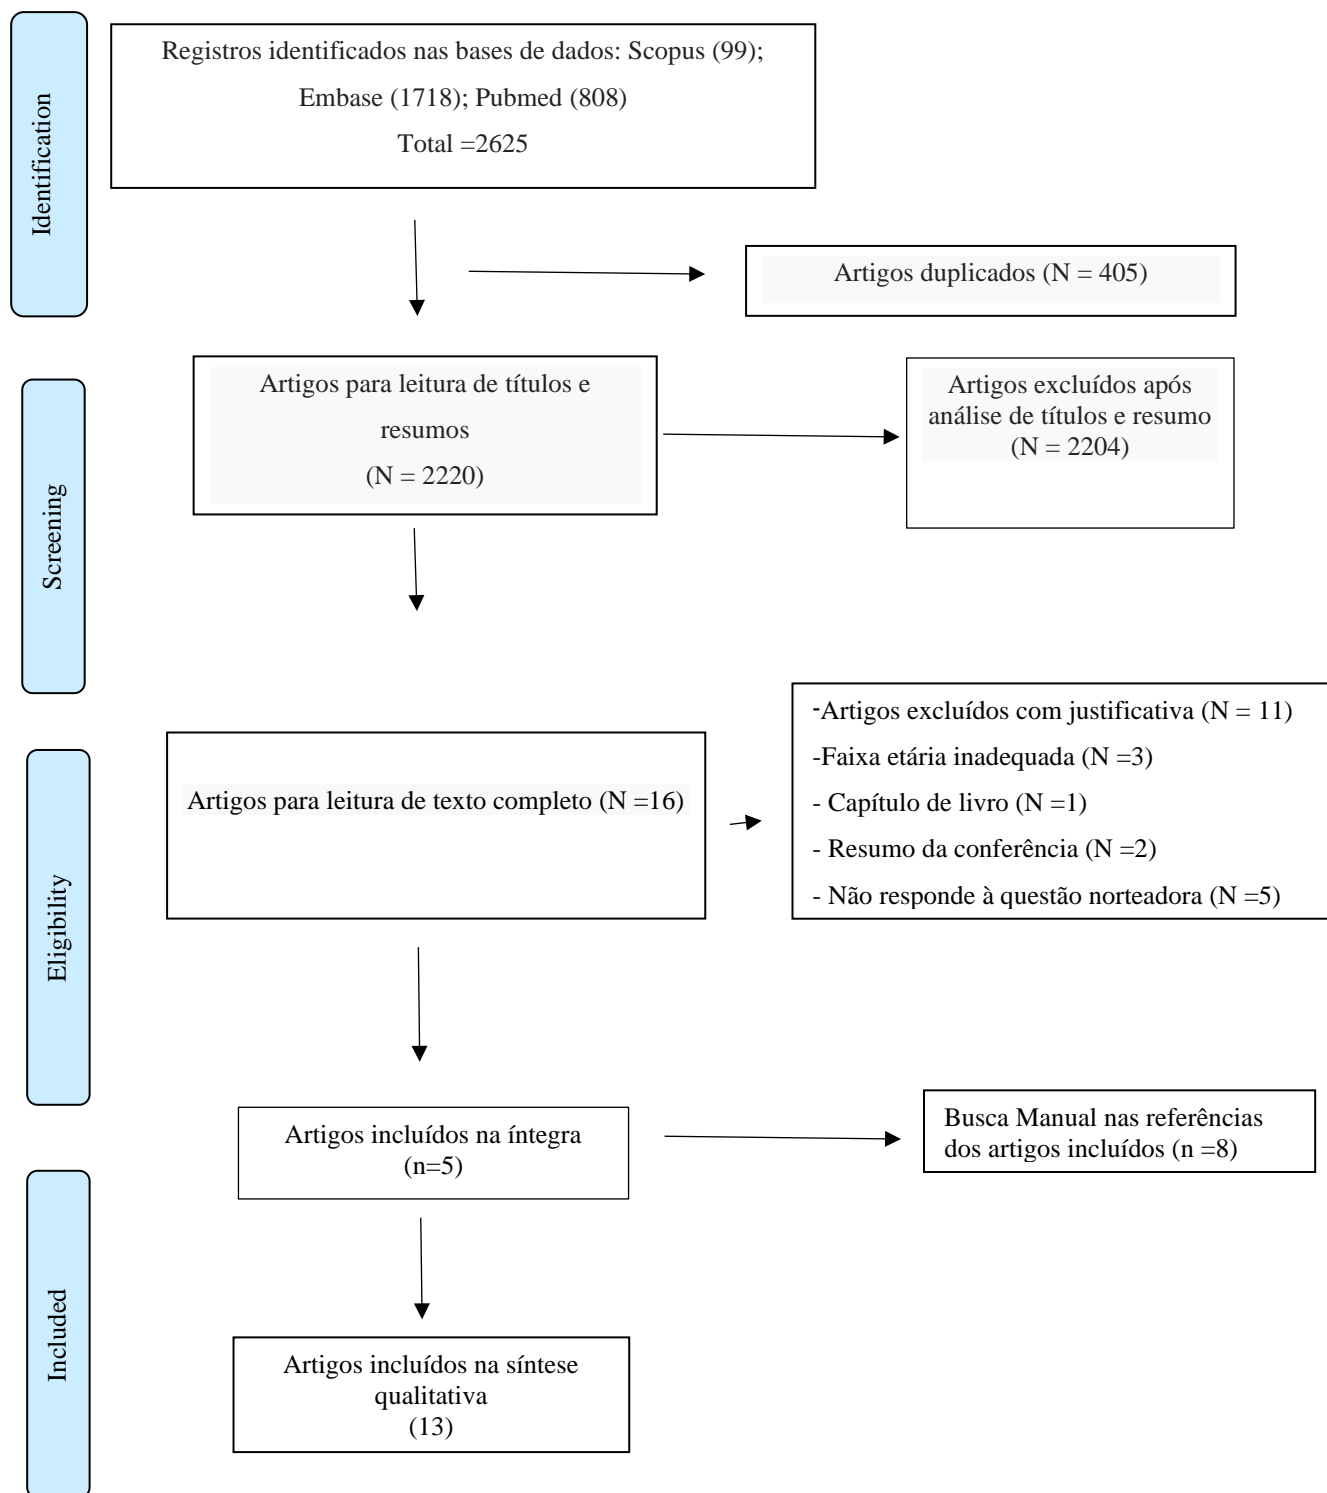 Identification
Registros identificados nas bases de dados: Scopus (99);
Embase (1718); Pubmed (808)
Total =2625
Artigos duplicados (N = 405)
Screening
Artigos para leitura de títulos e
resumos
(N = 2220)
Artigos excluídos após
análise de títulos e resumo
(N = 2204)
Eligibility
Artigos para leitura de texto completo (N =16)
-Artigos excluídos com justificativa (N = 11)
-Faixa etária inadequada (N =3)
- Capítulo de livro (N =1)
- Resumo da conferência (N =2)
- Não responde à questão norteadora (N =5)
Artigos incluídos na íntegra
(n=5)
Busca Manual nas referências
dos artigos incluídos (n =8)
Included
Artigos incluídos na síntese
qualitativa
(13)